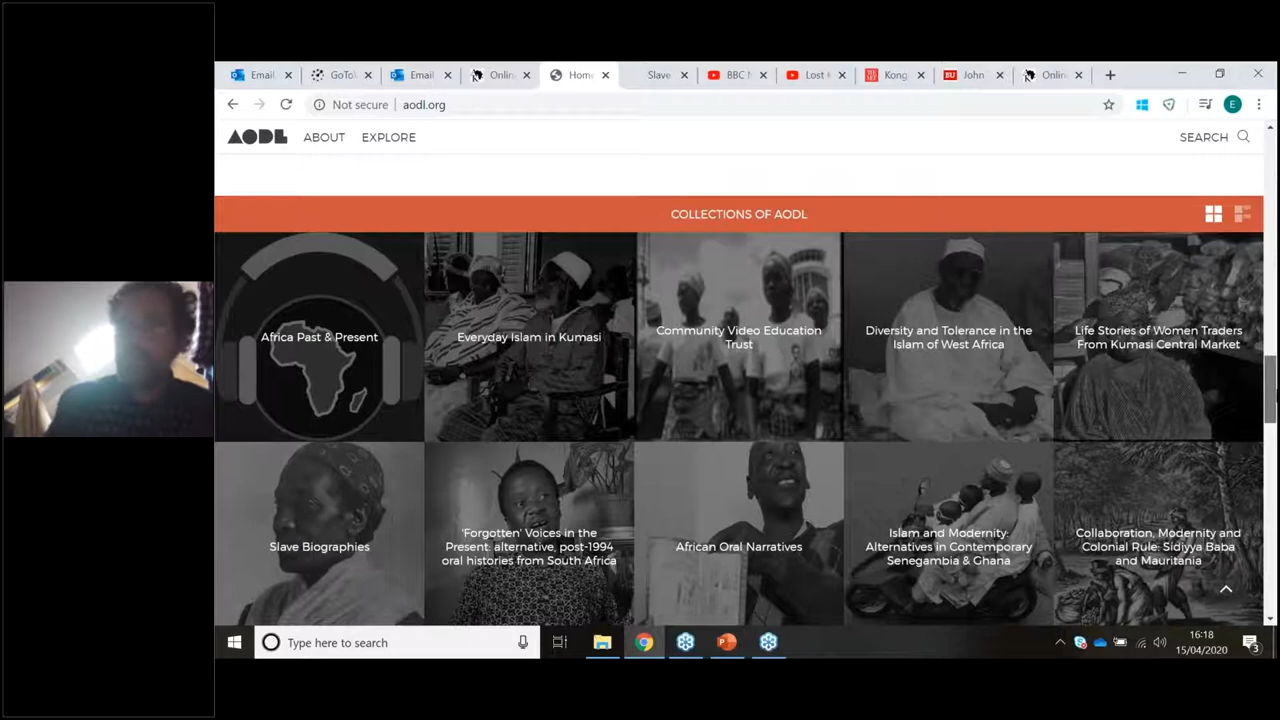 Email
GoToW
Email
Onlin
Home
Slave
BBC N
Lost K
Kong
BU
John
Onlin
Not secure
aodl.org
E
AODL
ABOUT
EXPLORE
SEARCH
COLLECTIONS OF AODL
Africa Past & Present
Everyday Islam in Kumasi
Community Video Education
Trust
Diversity and Tolerance in the
Islam of West Africa
Life Stories of Women Traders
From Kumasi Central Market
Slave Biographies
'Forgotten' Voices in the
Present: alternative, post-1994
oral histories from South Africa
African Oral Narratives
Islam and Modernity:
Alternatives in Contemporary
Senegambia & Ghana
Collaboration, Modernity and
Colonial Rule: Sidiyya Baba
and Mauritania
Type here to search
16:18
15/04/2020
3